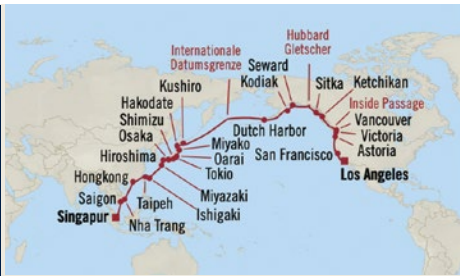 Internationale
Datumsgrenze
Hubbard
Gletscher
Seward
Kodiak
Sitka
Ketchikan
Inside Passage
Vancouver
Victoria
Astoria
San Francisco
Los Angeles
Dutch Harbor
Kushiro
Hakodate
Shimizu
Osaka
Hiroshima
Miyako
Oarai
Tokio
Miyazaki
Ishigaki
Hongkong
Taipeh
Saigon
Nha Trang
Singapur